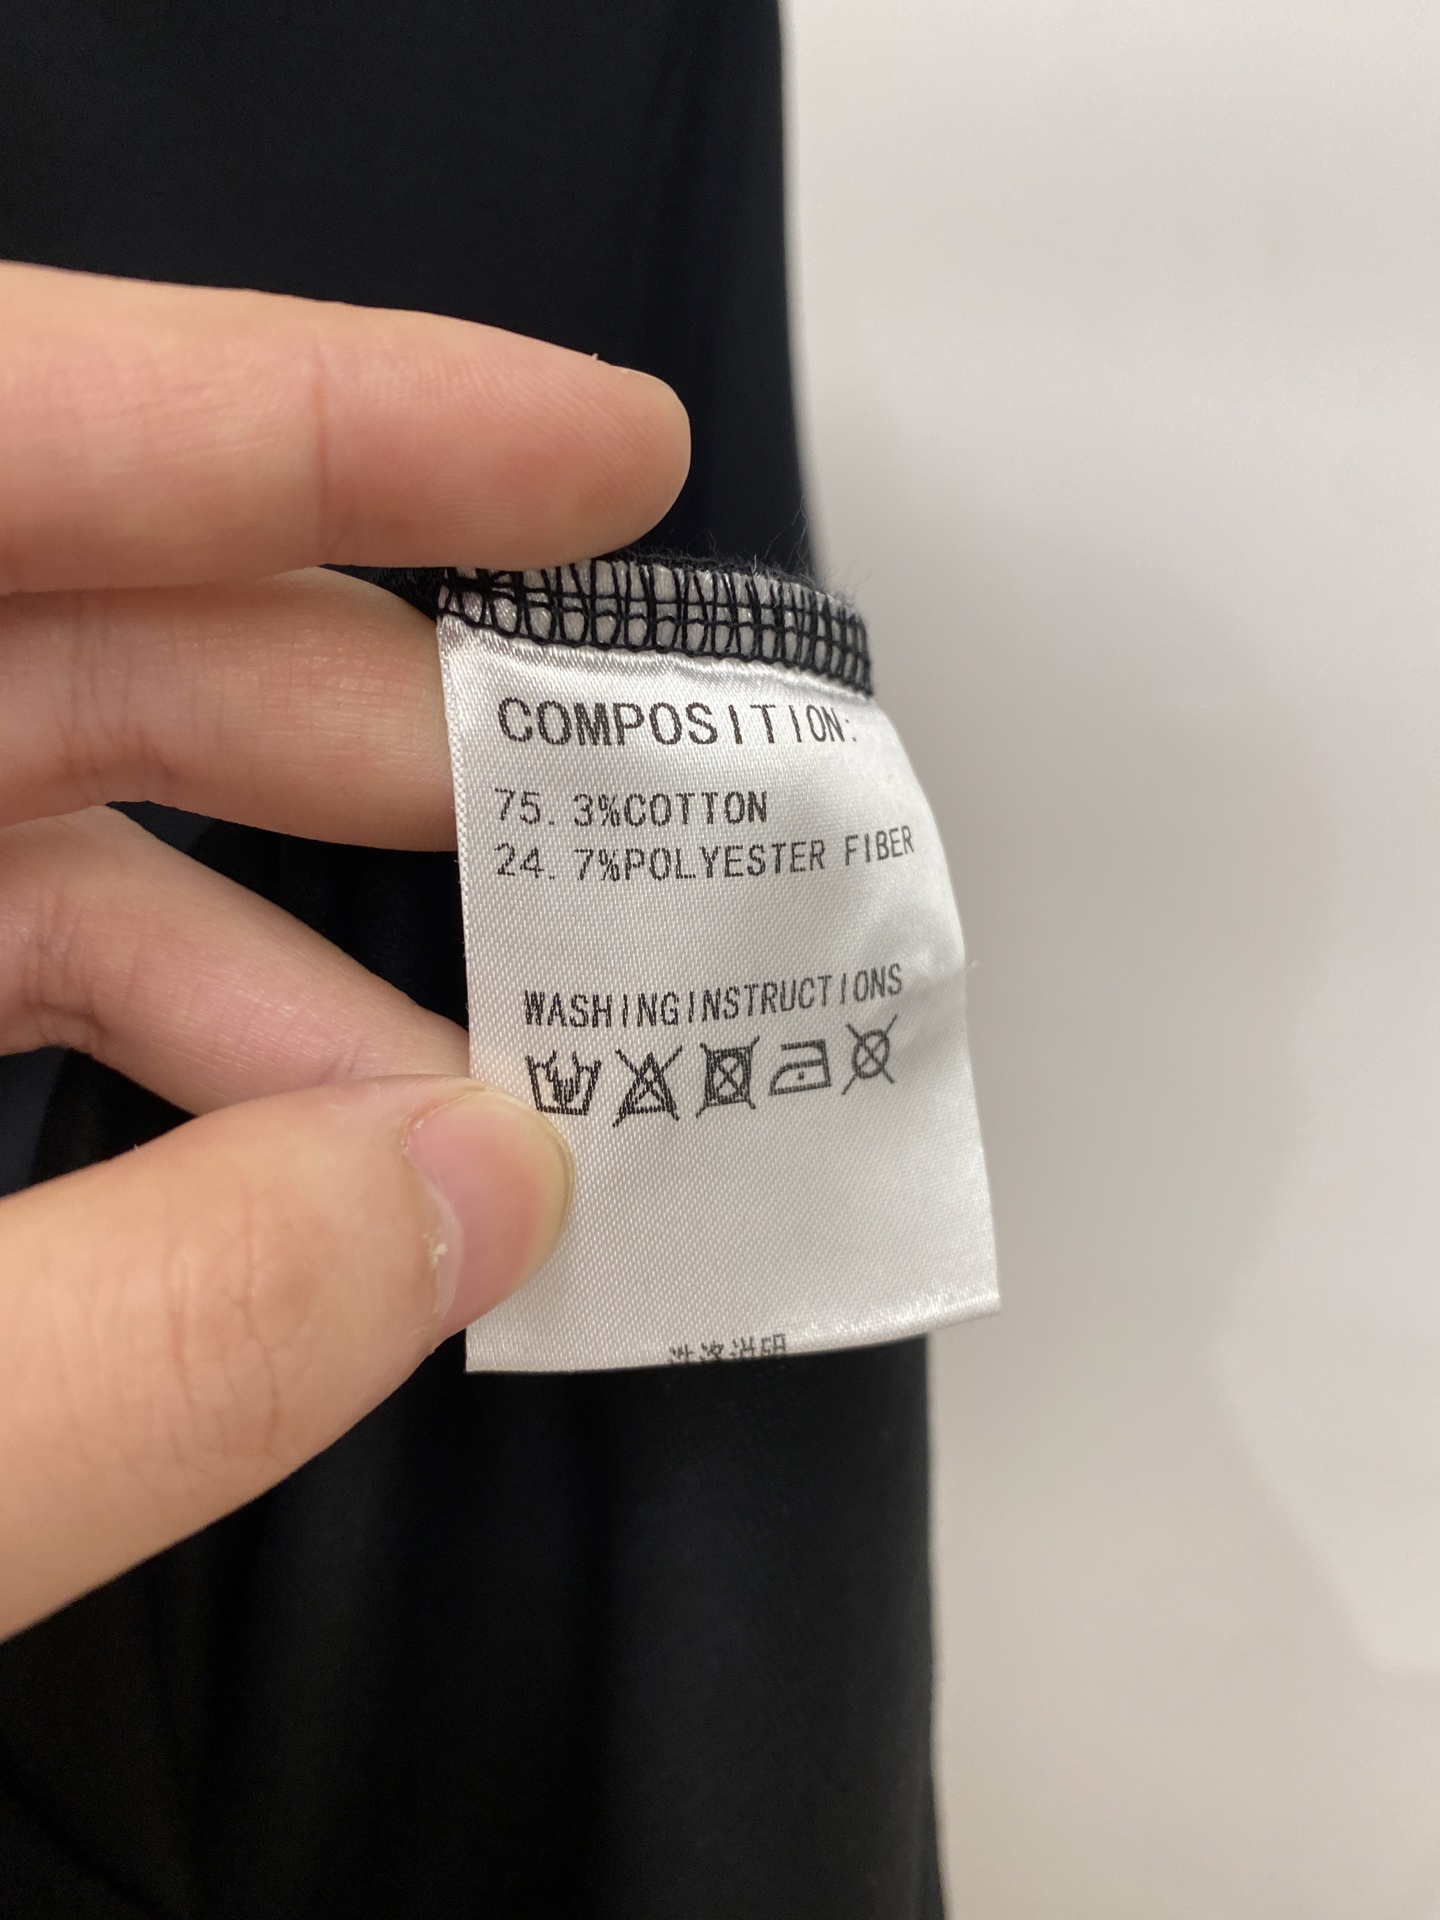 COMPOSITION:
75.3%COTTON
24.7%POLYESTER FIBER
WASHINGINSTRUCTIONS